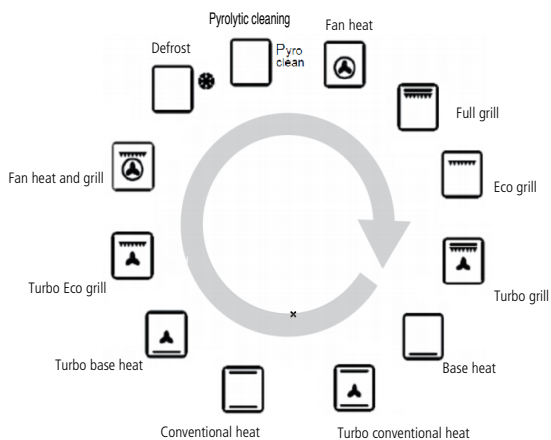 Pyrolytic cleaning
Fan heat
Defrost
Pyro
clean
Full grill
Fan heat and grill
Eco grill
Turbo Eco grill
Turbo grill
Turbo base heat
Base heat
Conventional heat
Turbo conventional heat